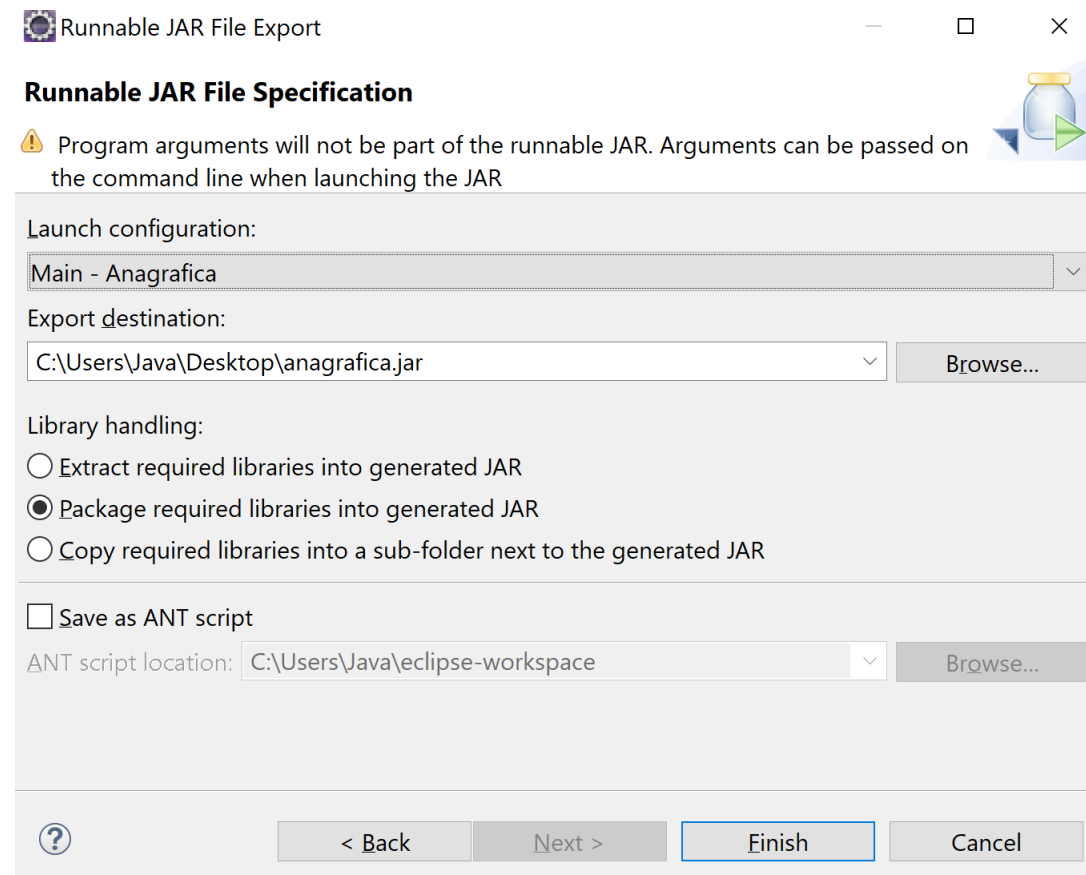 Runnable JAR File Export
Runnable JAR File Specification
Program arguments will not be part of the runnable JAR. Arguments can be passed on
the command line when launching the JAR
Launch configuration:
Main - Anagrafica
Export destination:
C:\Users\Java\Desktop\anagrafica.jar
Browse...
Library handling:
Extract required libraries into generated JAR
Package required libraries into generated JAR
Copy required libraries into a sub-folder next to the generated JAR
Save as ANT script
ANT script location: C:\Users\Java\eclipse-workspace Browse...
< Back Next > Finish Cancel